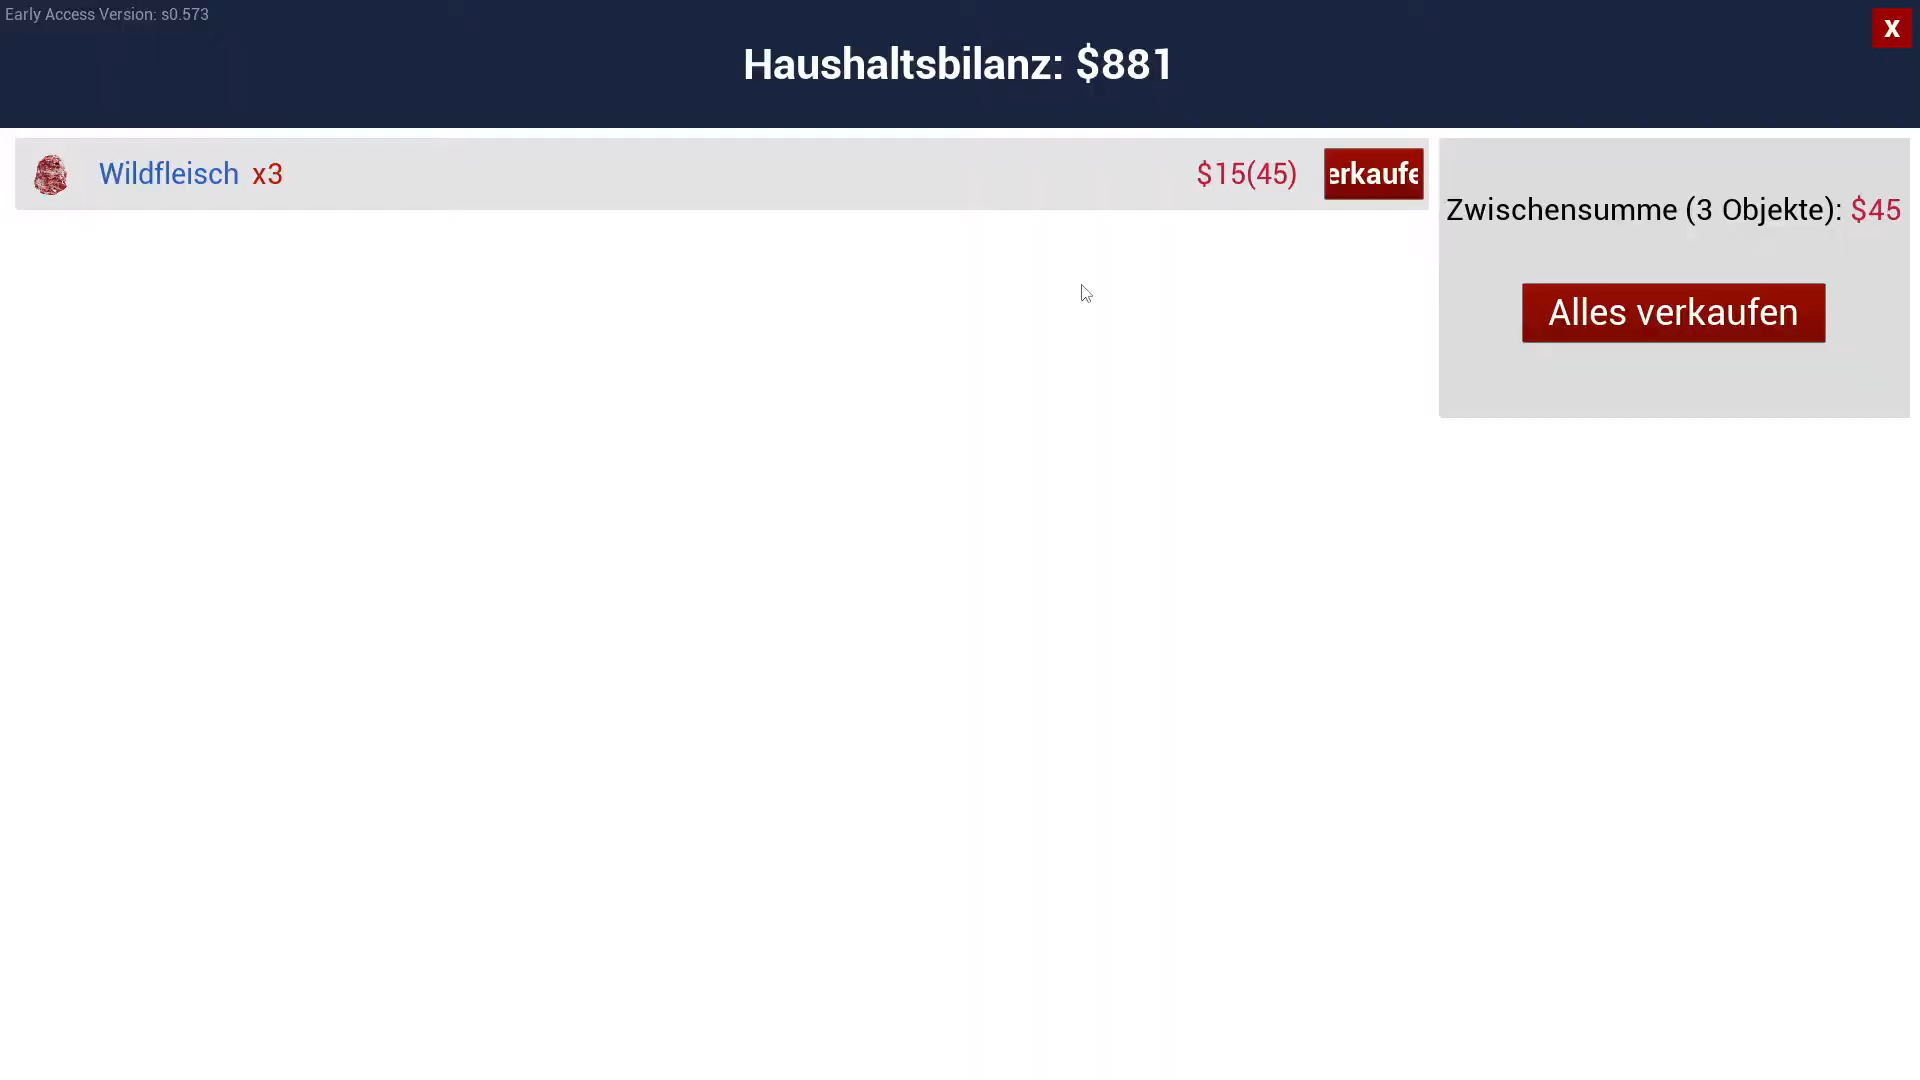 Early Access Version: s0.573
X
Haushaltsbilanz: $881
Wildfleisch x3 $15(45) erkaufe
Zwischensumme (3 Objekte): $45
Alles verkaufen